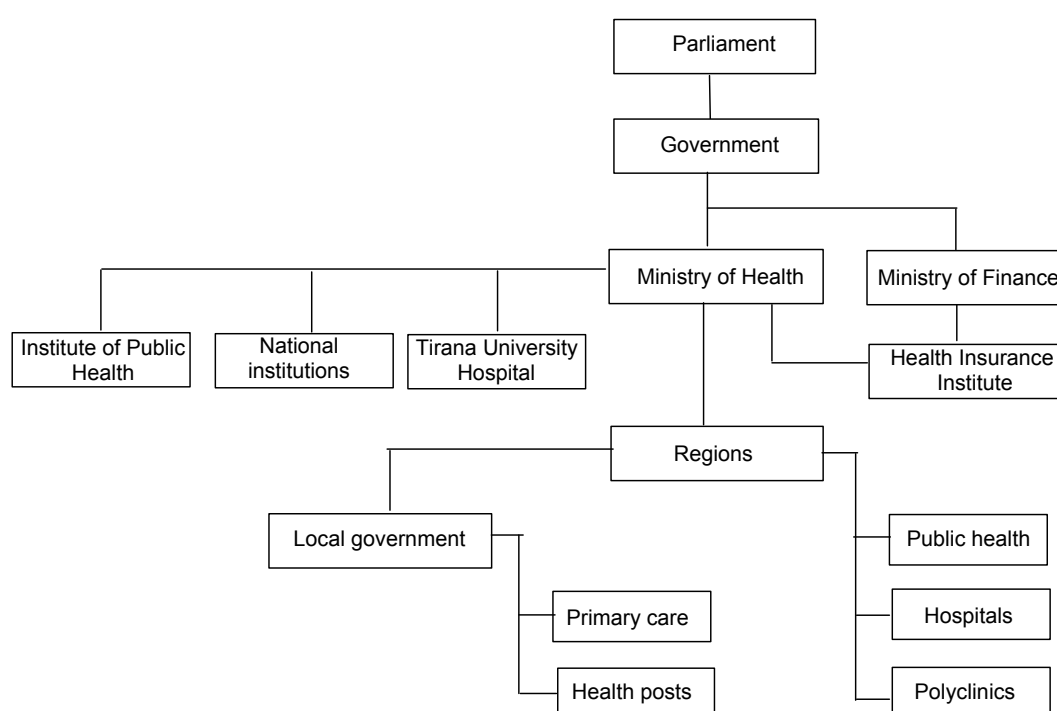 Parliament
Government
Ministry of Health
Ministry of Finance
Institute of Public
Health
National
institutions
Tirana University
Hospital
Health Insurance
Institute
Regions
Local government
Public health
Primary care
Hospitals
Health posts
Polyclinics